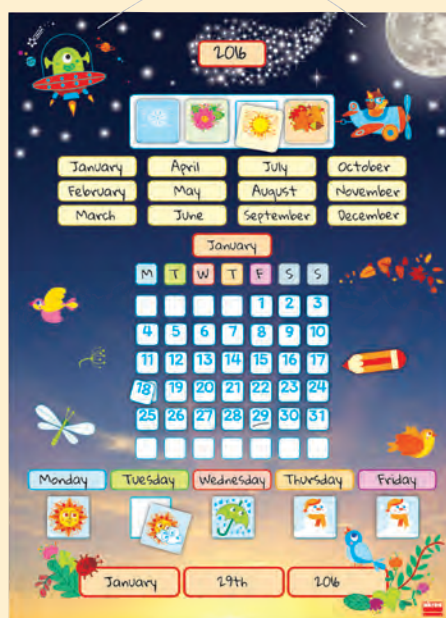 2016
January April July October
February May August November
March June September December
January
M T W T F S S
1 2 3
4 5 6 7 8 9 10
11 12 13 14 15 16 17
18 19 20 21 22 23 24
25 26 27 28 29 30 31
Monday Tuesday Wednesday Thursday Friday
January 29th 2016